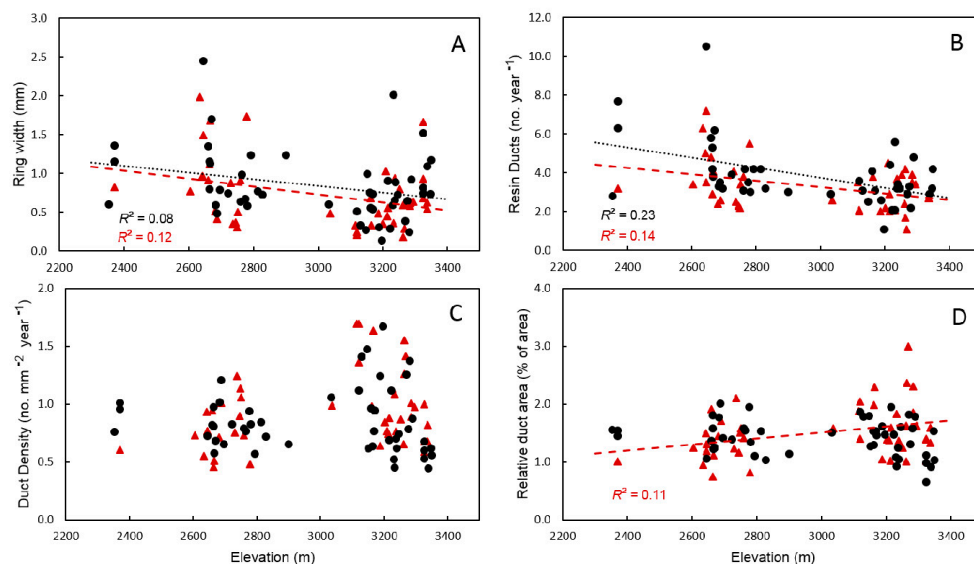 3.0
2.5
2.0
1.5
1.0
0.5
0.0
Ring width (mm)
A
R² = 0.08
R² = 0.12
2200 2400 2600 2800 3000 3200 3400
12.0
10.0
8.0
6.0
4.0
2.0
0.0
Resin Ducts (no. year ⁻¹)
B
R² = 0.23
R² = 0.14
2200 2400 2600 2800 3000 3200 3400
2.0
1.5
1.0
0.5
0.0
Duct Density (no. mm ⁻² year ⁻¹)
C
2200 2400 2600 2800 3000 3200 3400
Elevation (m)
4.0
3.0
2.0
1.0
0.0
Relative duct area (% of area)
D
R² = 0.11
2200 2400 2600 2800 3000 3200 3400
Elevation (m)